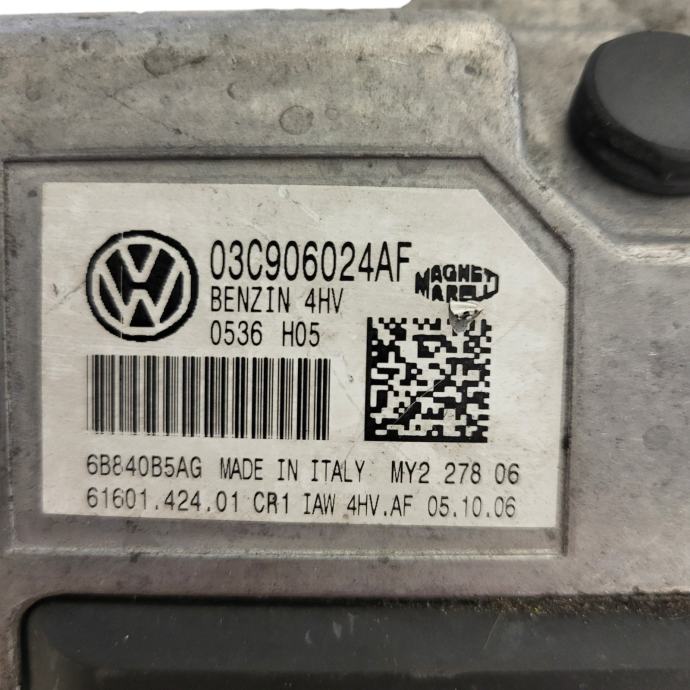 03C906024AF
MAGNETI
MARELLI
BENZIN 4HV
0536 H05
6B840B5AG MADE IN ITALY MY2 278 06
61601.424.01 CR1 IAW 4HV.AF 05.10.06